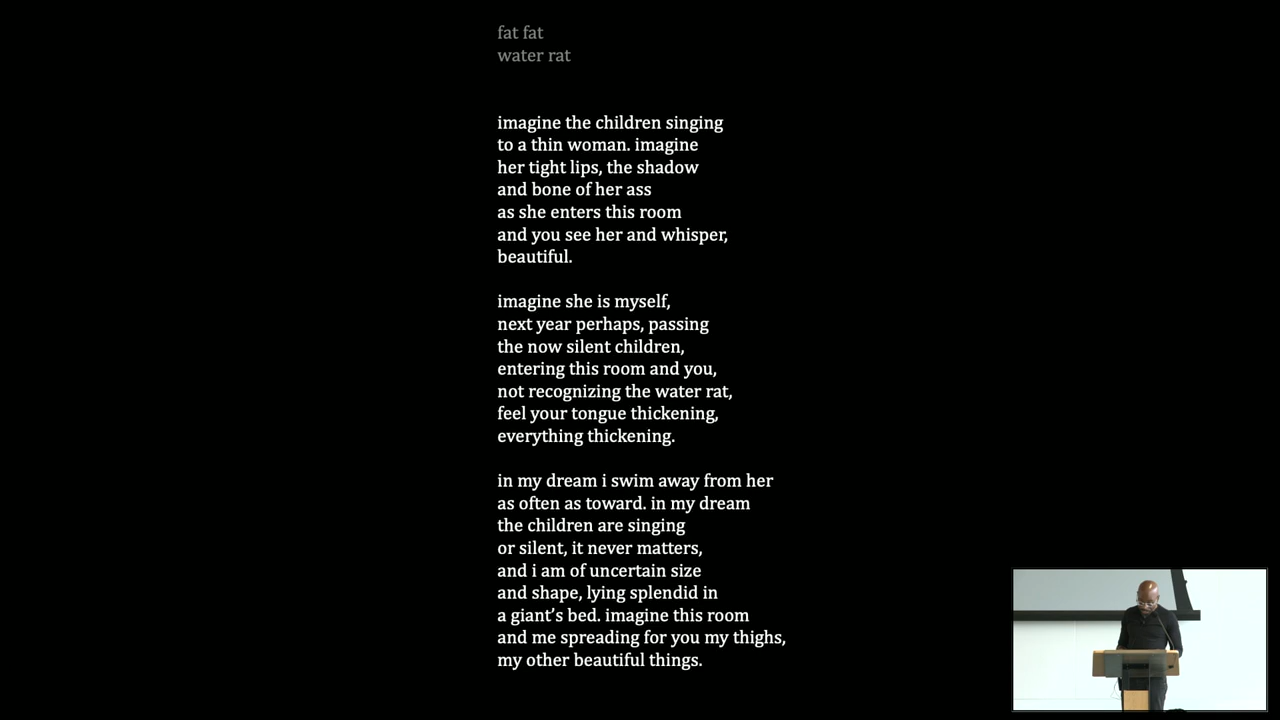 fat fat
water rat
imagine the children singing
to a thin woman. imagine
her tight lips, the shadow
and bone of her ass
as she enters this room
and you see her and whisper,
beautiful.
imagine she is myself,
next year perhaps, passing
the now silent children,
entering this room and you,
not recognizing the water rat,
feel your tongue thickening,
everything thickening.
in my dream i swim away from her
as often as toward. in my dream
the children are singing
or silent, it never matters,
and i am of uncertain size
and shape, lying splendid in
a giant’s bed. imagine this room
and me spreading for you my thighs,
my other beautiful things.